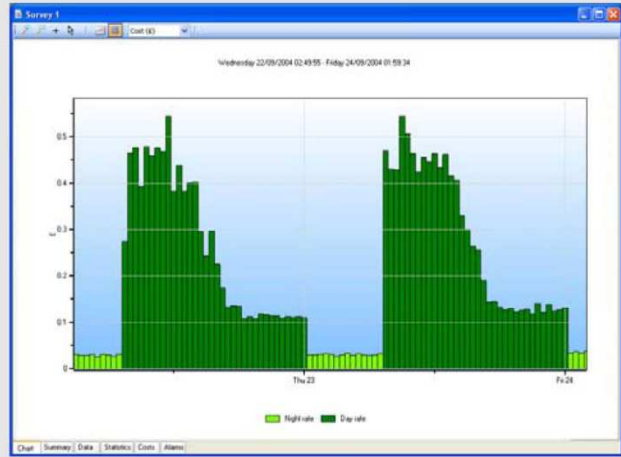 Survey 1
Cost (£)
Wednesday 22/09/2004 02:49:55 - Friday 24/09/2004 01:59:34
0.5
0.4
0.3
£
0.2
0.1
0
Thu 23
Fri 24
Night rate
Day rate
Chart
Summary
Data
Statistics
Costs
Alarms